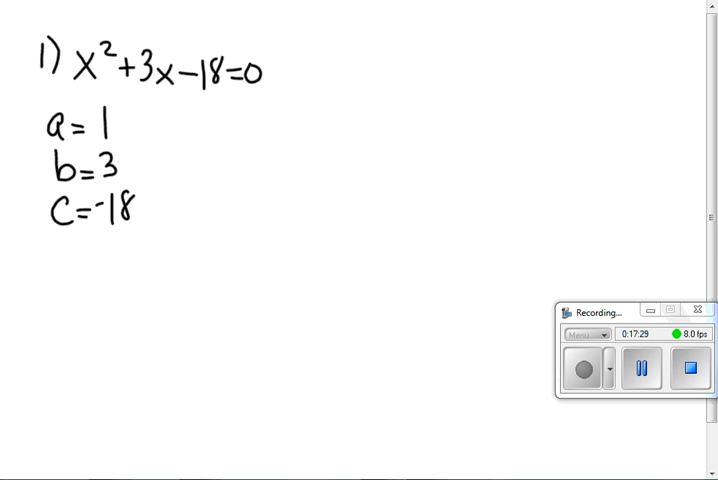 1) x²+3x-18=0
a=1
b=3
c=-18
Recording...
Menu
0:17:29
8.0 fps